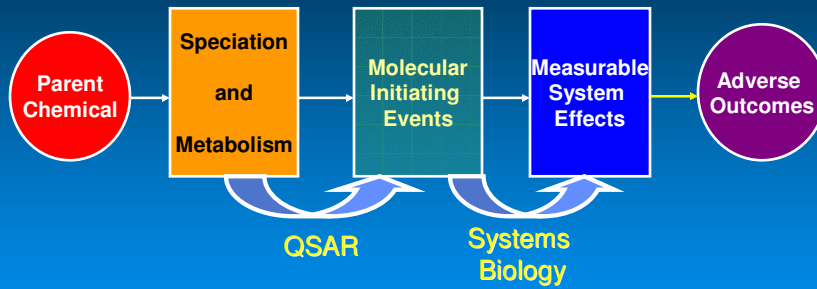 Parent
Chemical
Speciation
and
Metabolism
Molecular
Initiating
Events
Measurable
System
Effects
Adverse
Outcomes
QSAR
Systems
Biology